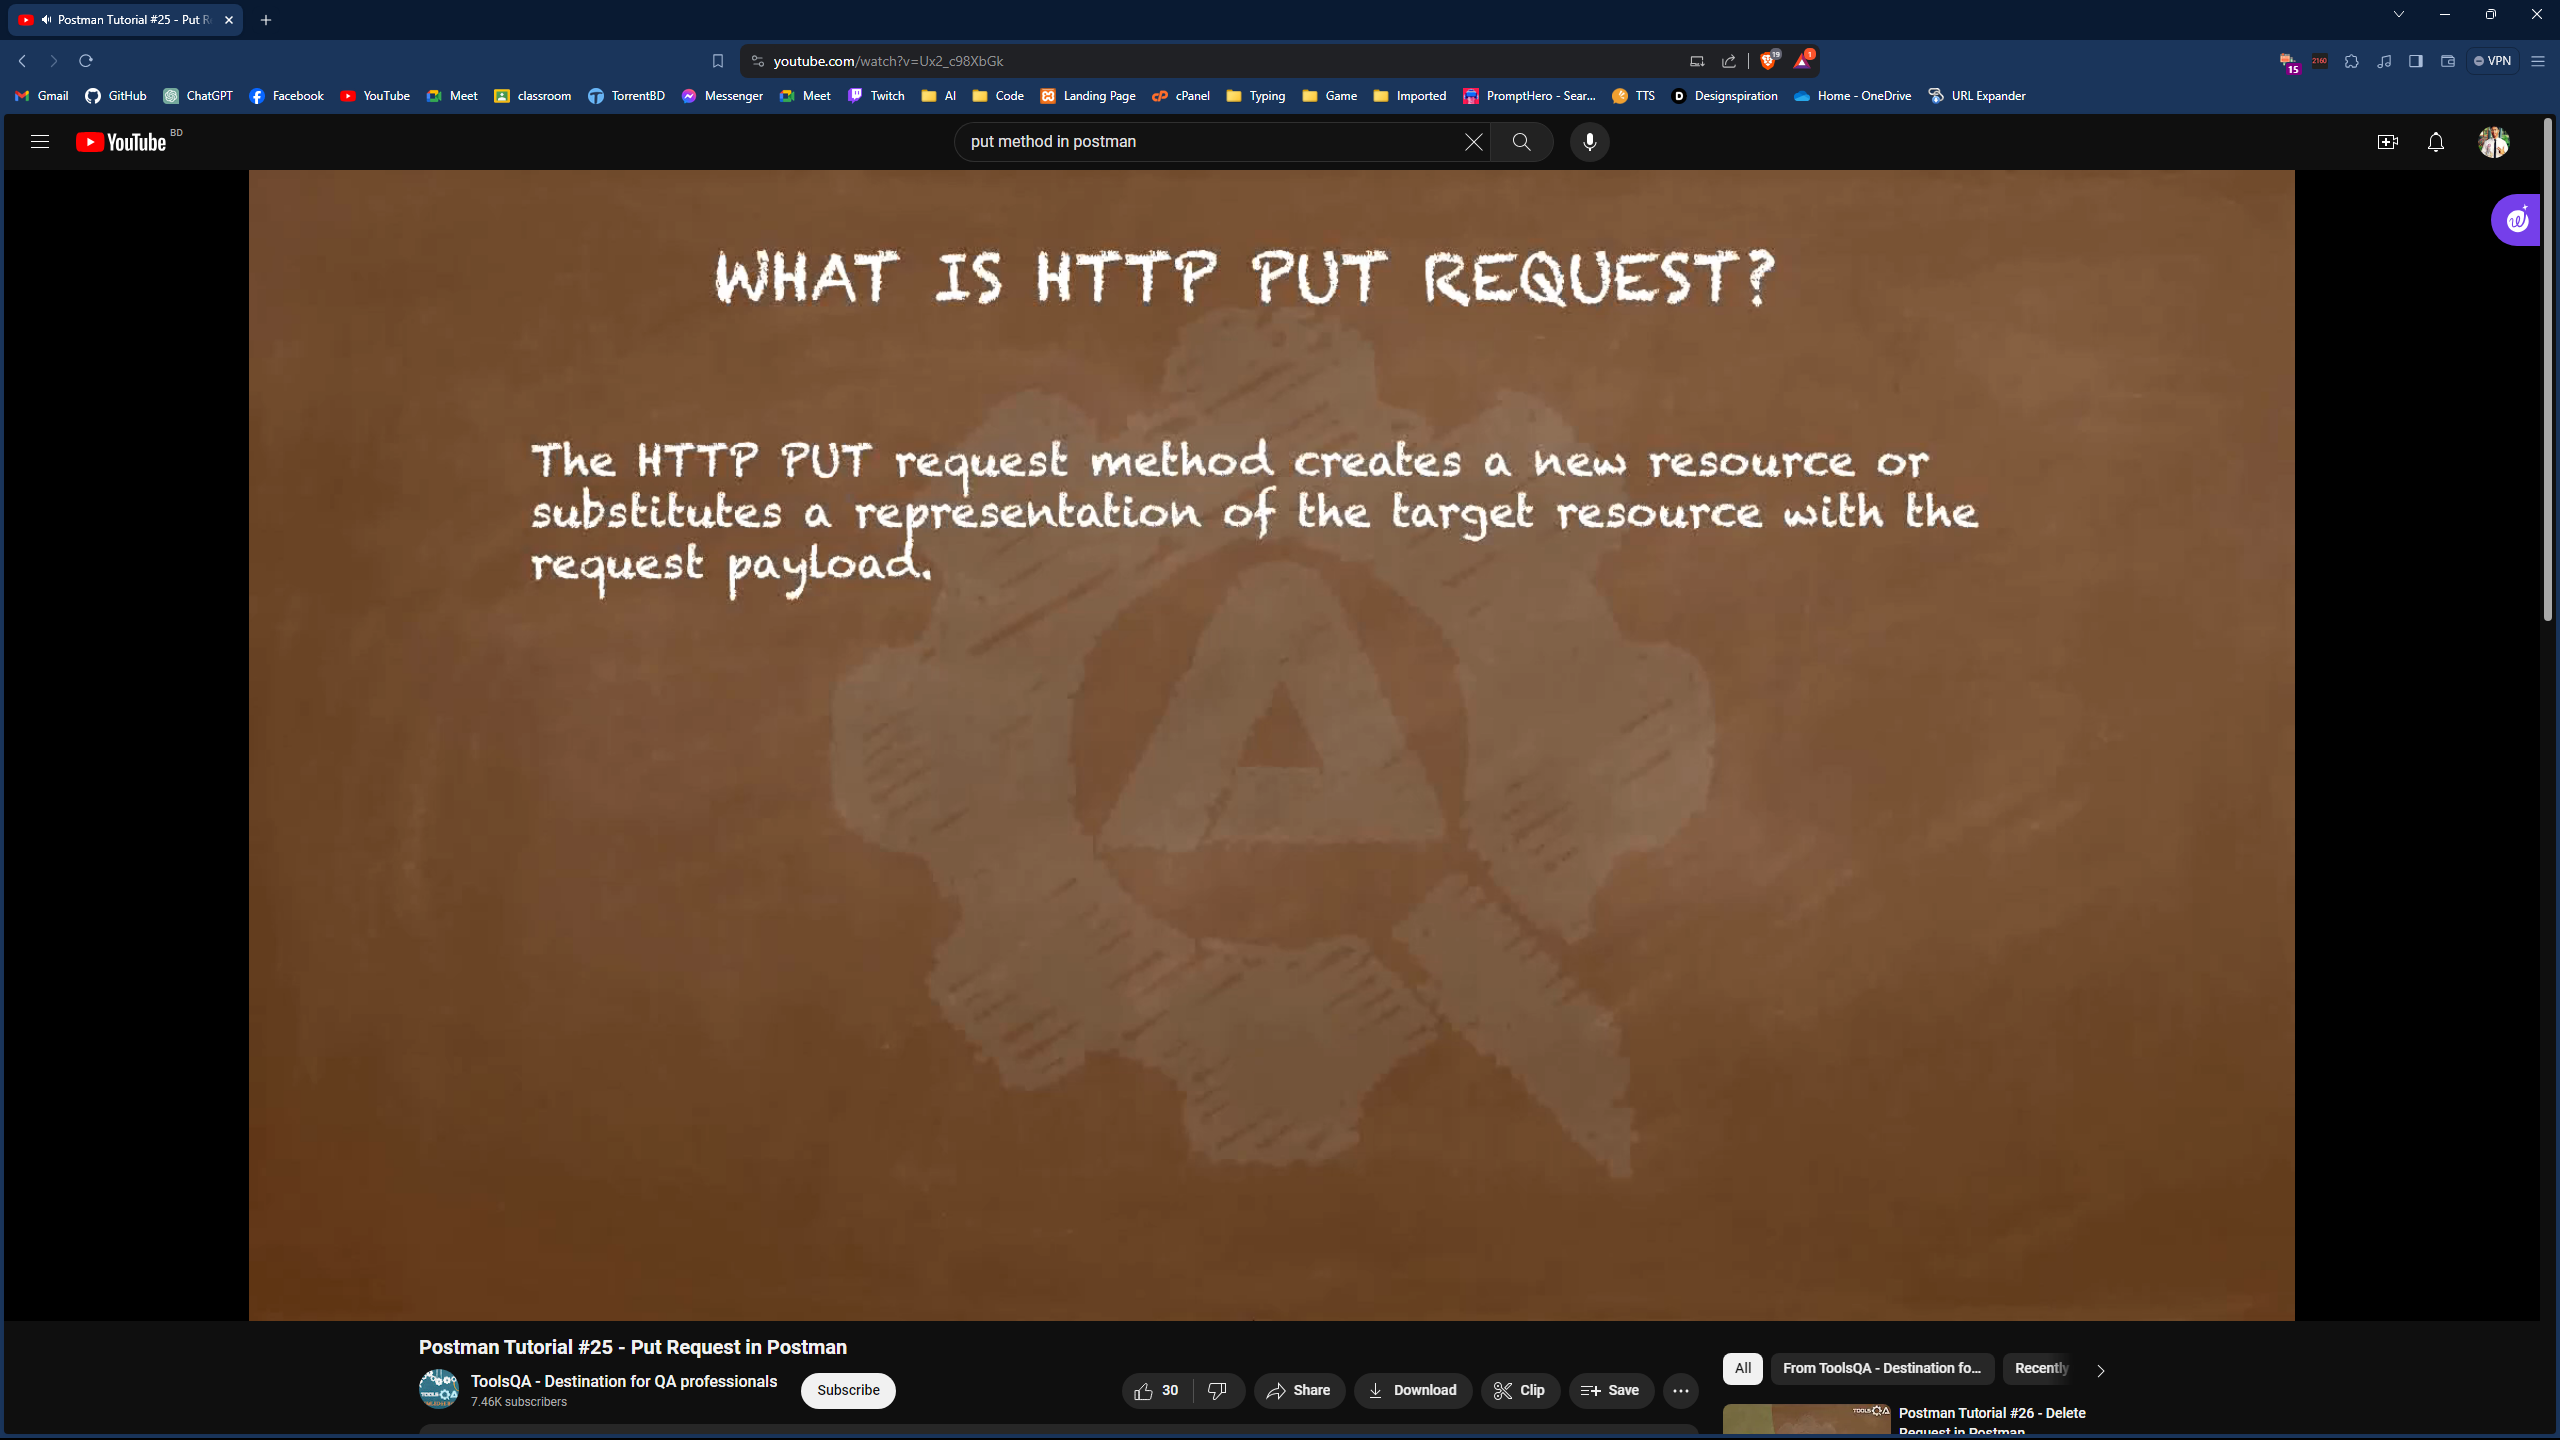 Postman Tutorial #25 - Put R
youtube.com/watch?v=Ux2_c98XbGk
19
1
15
2160
VPN
Gmail GitHub ChatGPT Facebook YouTube Meet classroom TorrentBD Messenger Meet Twitch AI Code Landing Page cPanel Typing Game Imported PromptHero - Sear... TTS Designspiration Home - OneDrive URL Expander
YouTube BD
put method in postman
WHAT IS HTTP PUT REQUEST?
The HTTP PUT request method creates a new resource or
substitutes a representation of the target resource with the
request payload.
Postman Tutorial #25 - Put Request in Postman
ToolsQA - Destination for QA professionals
7.46K subscribers
Subscribe
30
Share
Download
Clip
Save
All
From ToolsQA - Destination fo...
Recently
TOOLSQA
Postman Tutorial #26 - Delete
Request in Postman